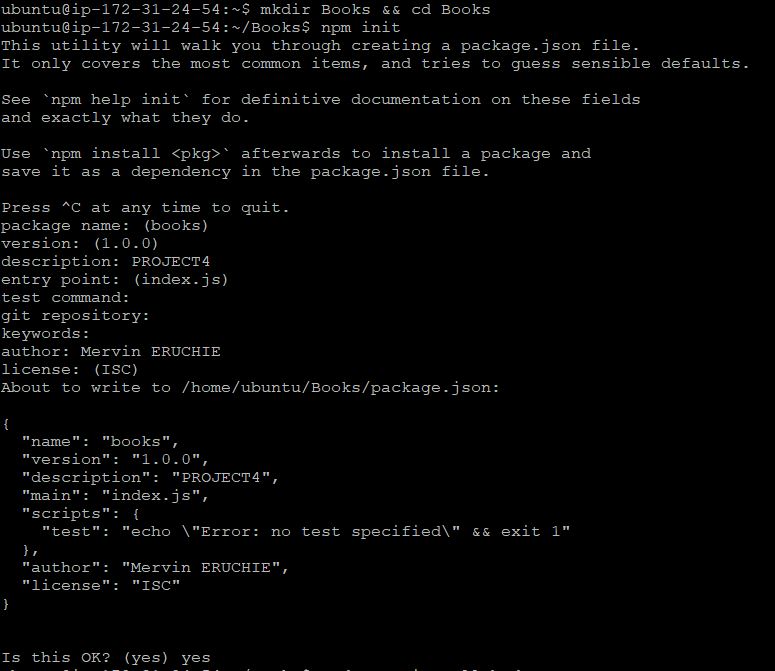 ubuntu@ip-172-31-24-54:~$ mkdir Books && cd Books
ubuntu@ip-172-31-24-54:~/Books$ npm init
This utility will walk you through creating a package.json file.
It only covers the most common items, and tries to guess sensible defaults.

See `npm help init` for definitive documentation on these fields
and exactly what they do.

Use `npm install <pkg>` afterwards to install a package and
save it as a dependency in the package.json file.

Press ^C at any time to quit.
package name: (books)
version: (1.0.0)
description: PROJECT4
entry point: (index.js)
test command:
git repository:
keywords:
author: Mervin ERUCHIE
license: (ISC)
About to write to /home/ubuntu/Books/package.json:

{
  "name": "books",
  "version": "1.0.0",
  "description": "PROJECT4",
  "main": "index.js",
  "scripts": {
    "test": "echo \"Error: no test specified\" && exit 1"
  },
  "author": "Mervin ERUCHIE",
  "license": "ISC"
}

Is this OK? (yes) yes